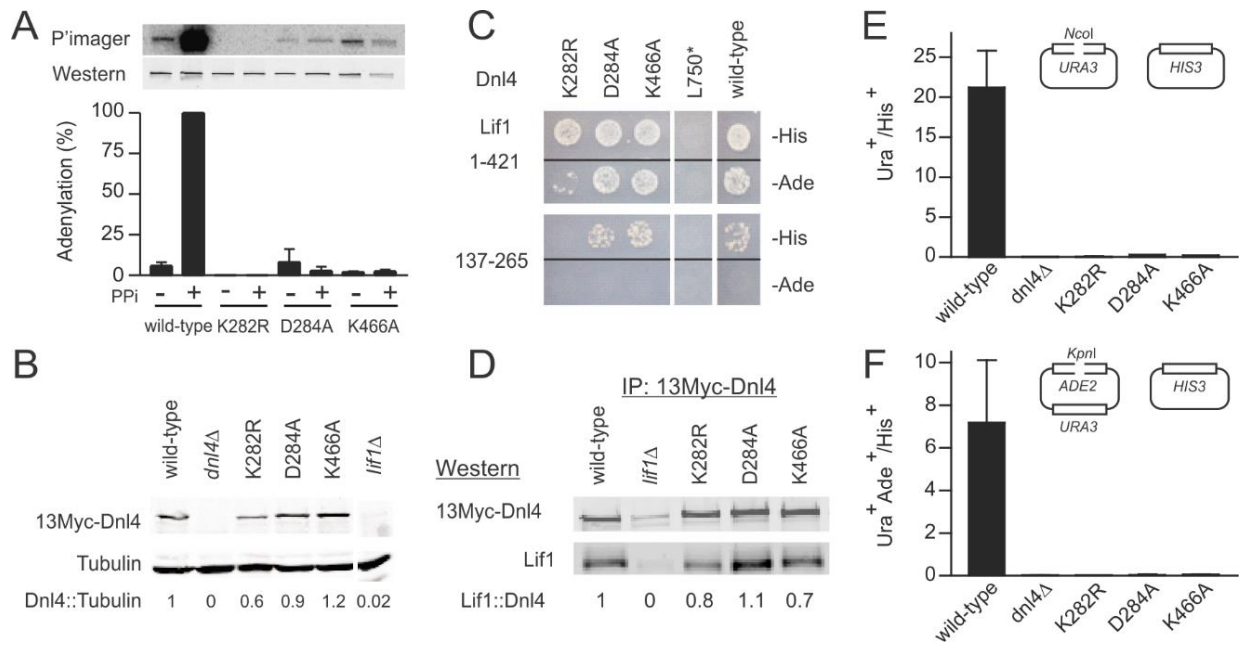 A
P'imager
Western
100
75
50
25
0
Adenylation (%)
PPi - + - + - + - +
wild-type K282R D284A K466A
B
wild-type
dnl4Δ
K282R
D284A
K466A
lif1Δ
13Myc-Dnl4
Tubulin
Dnl4::Tubulin 1 0 0.6 0.9 1.2 0.02
C
Dnl4
K282R
D284A
K466A
L750*
wild-type
Lif1
1-421
-His
-Ade
137-265
-His
-Ade
D
IP: 13Myc-Dnl4
Western
wild-type
lif1Δ
K282R
D284A
K466A
13Myc-Dnl4
Lif1
Lif1::Dnl4 1 0 0.8 1.1 0.7
E
Ura+/His+
25
20
15
10
5
0
NcoI
URA3
HIS3
wild-type
dnl4Δ
K282R
D284A
K466A
F
Ura+Ade+/His+
10
8
6
4
2
0
KpnI
ADE2
URA3
HIS3
wild-type
dnl4Δ
K282R
D284A
K466A